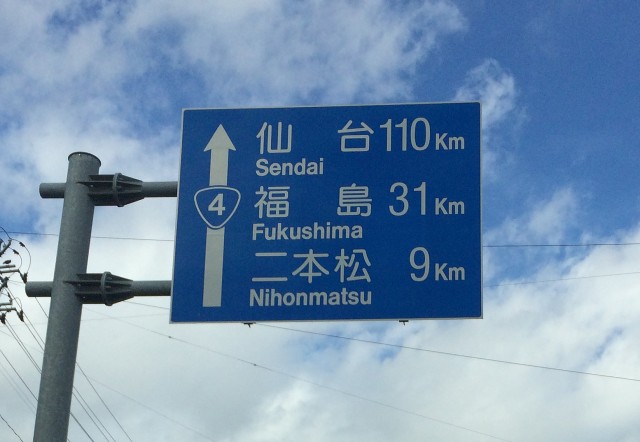 仙台 110 Km
Sendai
4
福島 31 Km
Fukushima
二本松 9 Km
Nihonmatsu